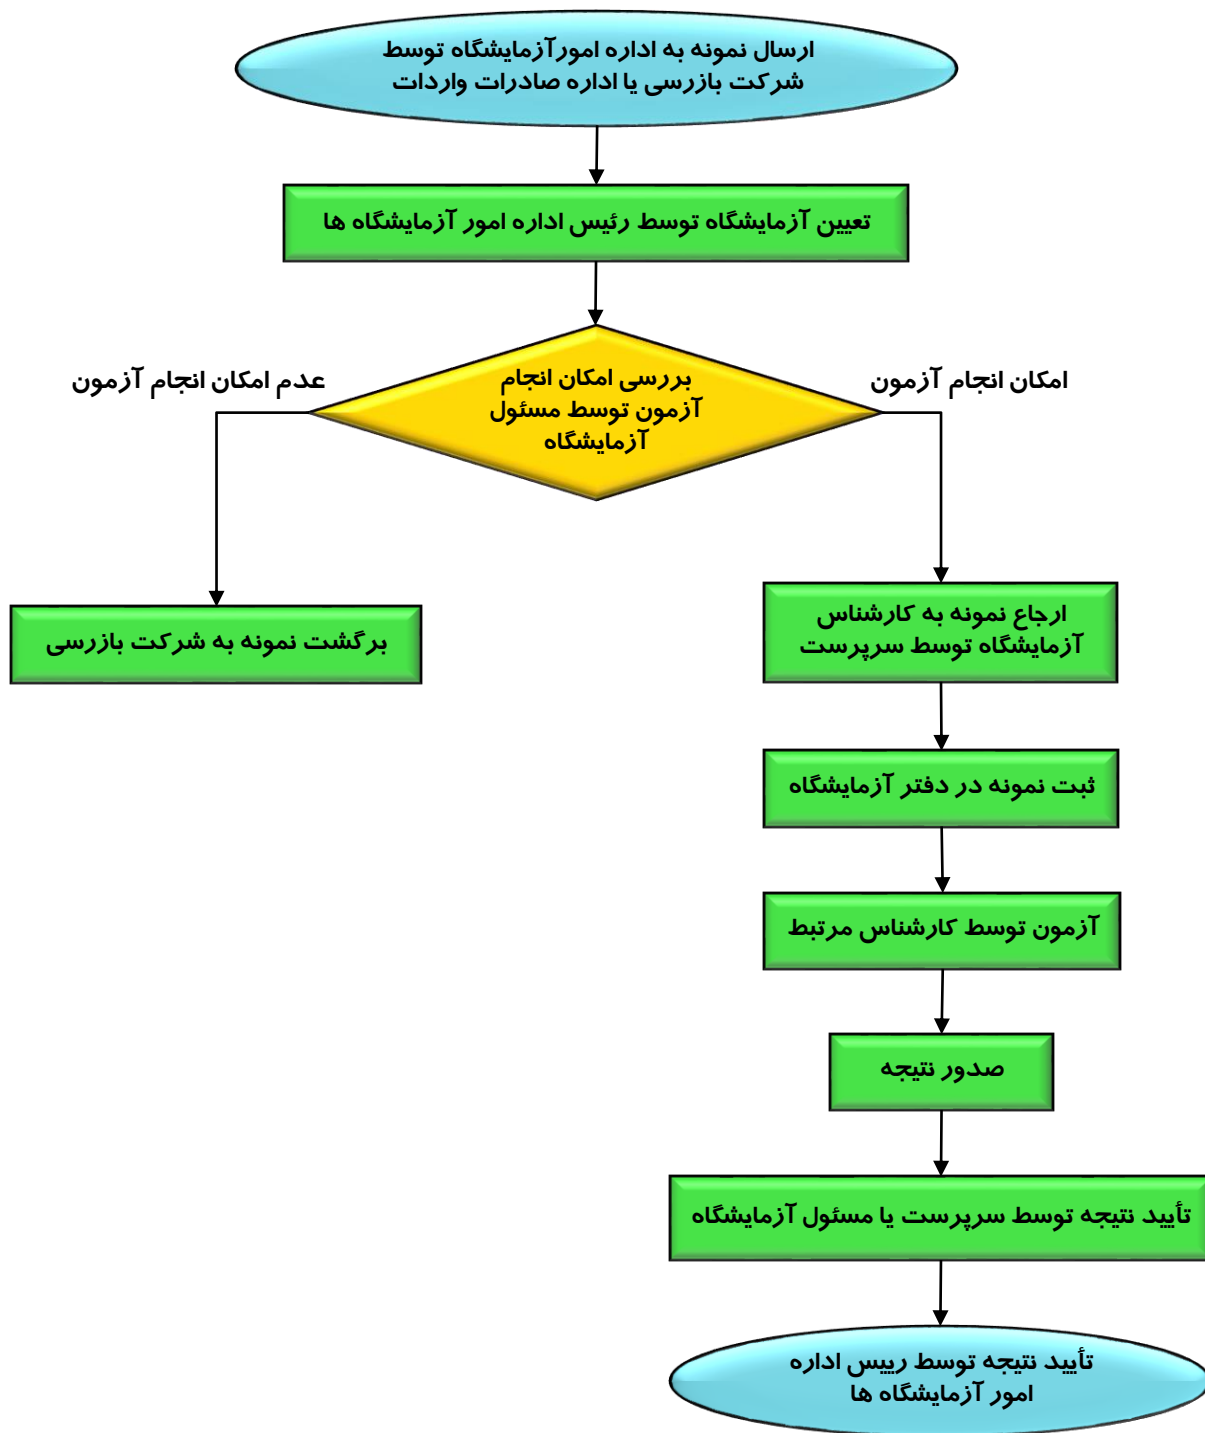 ارسال نمونه به اداره امورآزمایشگاه توسط
شرکت بازرسی یا اداره صادرات واردات
تعیین آزمایشگاه توسط رئیس اداره امور آزمایشگاه ها
امکان انجام آزمون
بررسی امکان انجام
آزمون توسط مسئول
آزمایشگاه
عدم امکان انجام آزمون
ارجاع نمونه به کارشناس
آزمایشگاه توسط سرپرست
برگشت نمونه به شرکت بازرسی
ثبت نمونه در دفتر آزمایشگاه
آزمون توسط کارشناس مرتبط
صدور نتیجه
تأیید نتیجه توسط سرپرست یا مسئول آزمایشگاه
تأیید نتیجه توسط رییس اداره
امور آزمایشگاه ها